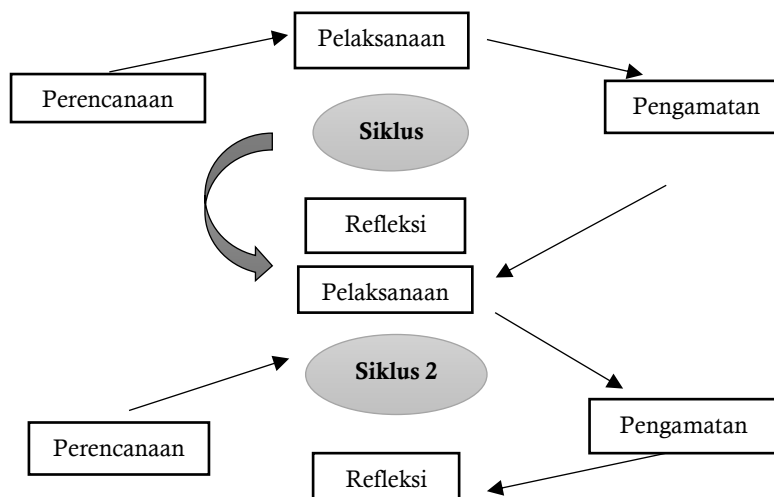 Pelaksanaan
Perencanaan
Pengamatan
Siklus
Refleksi
Pelaksanaan
Siklus 2
Pengamatan
Perencanaan
Refleksi